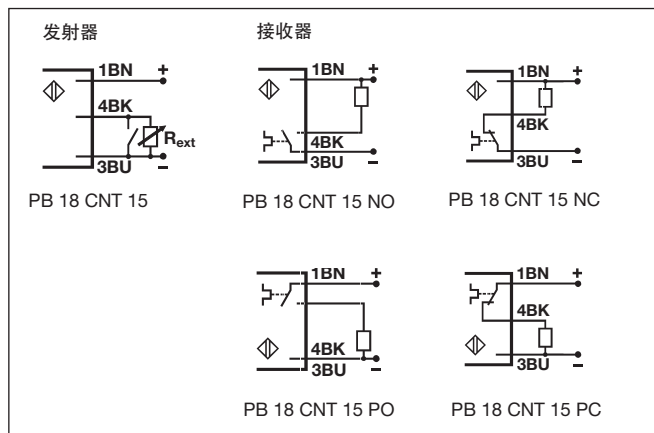 发射器
1BN +
4BK
Rext
3BU −
PB 18 CNT 15
接收器
1BN +
4BK
3BU −
PB 18 CNT 15 NO
1BN +
4BK
3BU −
PB 18 CNT 15 NC
1BN +
4BK
3BU −
PB 18 CNT 15 PO
1BN +
4BK
3BU −
PB 18 CNT 15 PC